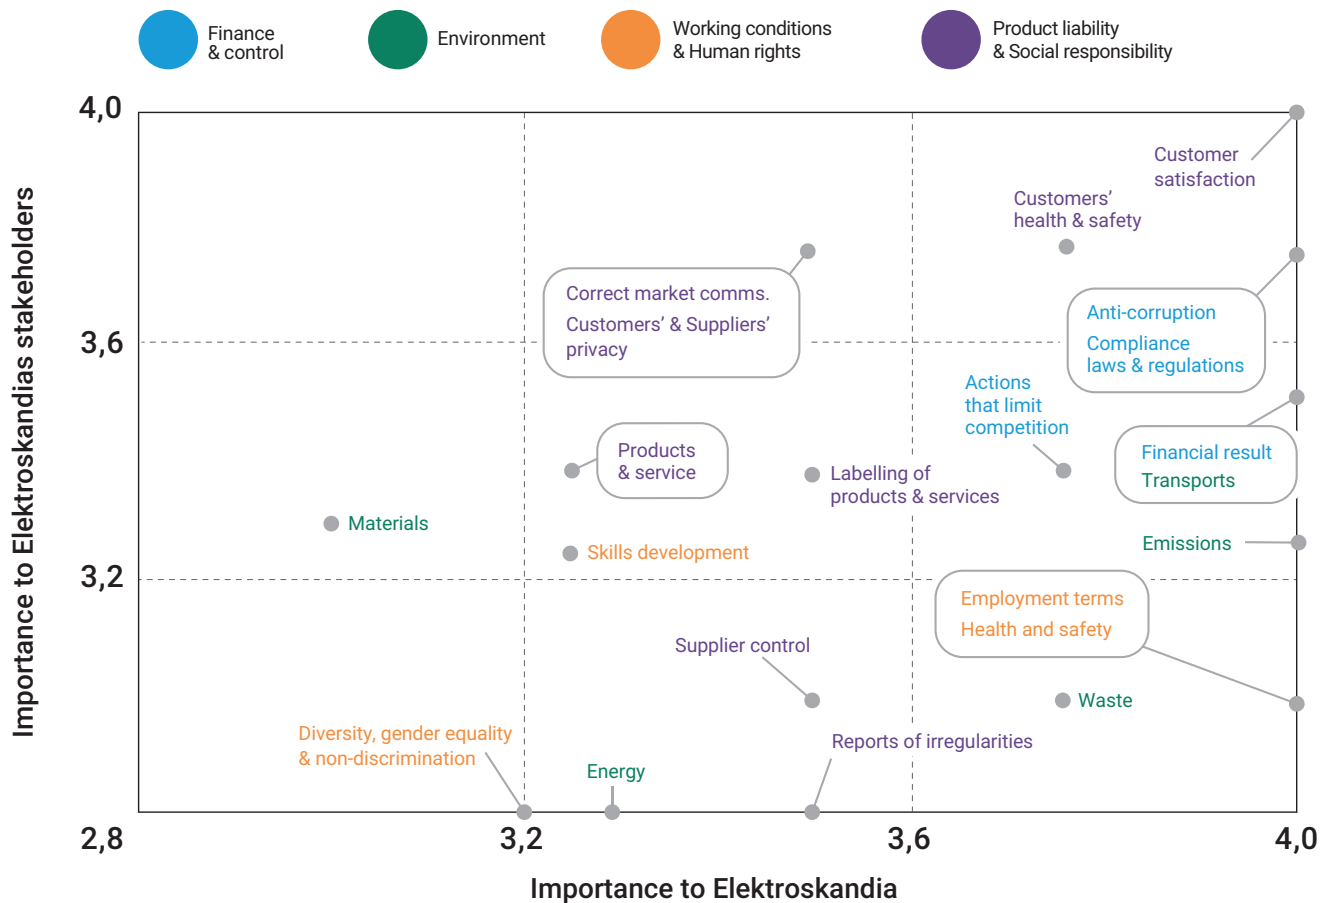 Finance
& control
Environment
Working conditions
& Human rights
Product liability
& Social responsibility
4,0
Customer
satisfaction
Customers’
health & safety
Correct market comms.
Customers’ & Suppliers’
privacy
Anti-corruption
Compliance
laws & regulations
3,6
Actions
that limit
competition
Products
& service
Labelling of
products & services
Financial result
Transports
Materials
Skills development
Emissions
3,2
Employment terms
Health and safety
Supplier control
Waste
Diversity, gender equality
& non-discrimination
Reports of irregularities
Energy
2,8
3,2
3,6
4,0
Importance to Elektroskandias stakeholders
Importance to Elektroskandia